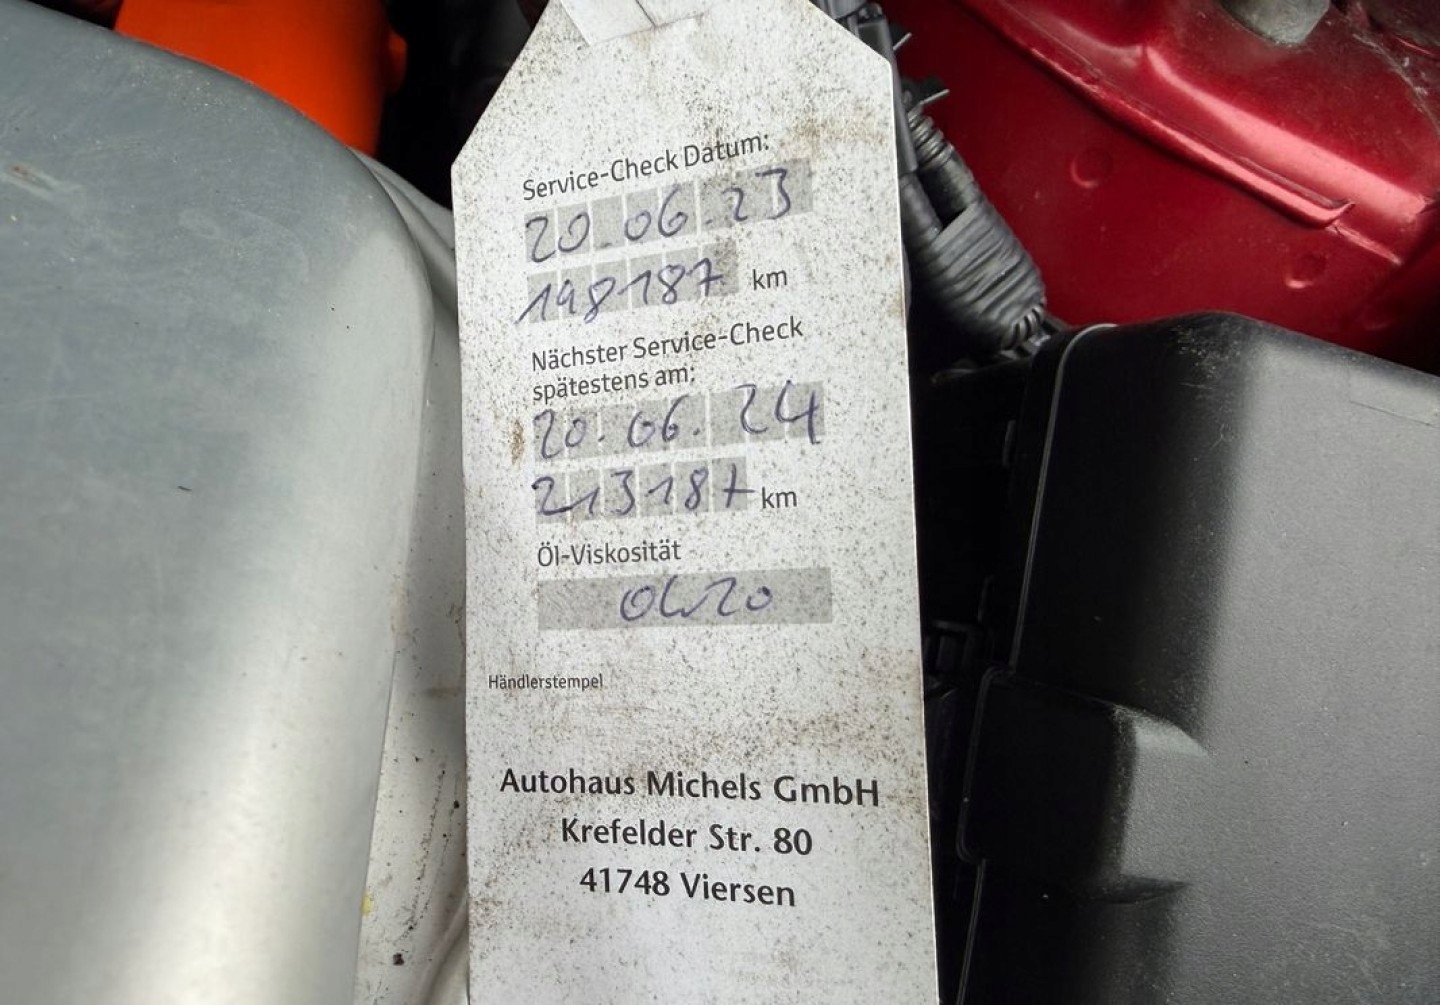 Service-Check Datum:
20.06.23
198187 km
Nächster Service-Check
spätestens am:
20.06.24
213187 km
Öl-Viskosität
0W20
Händlerstempel
Autohaus Michels GmbH
Krefelder Str. 80
41748 Viersen